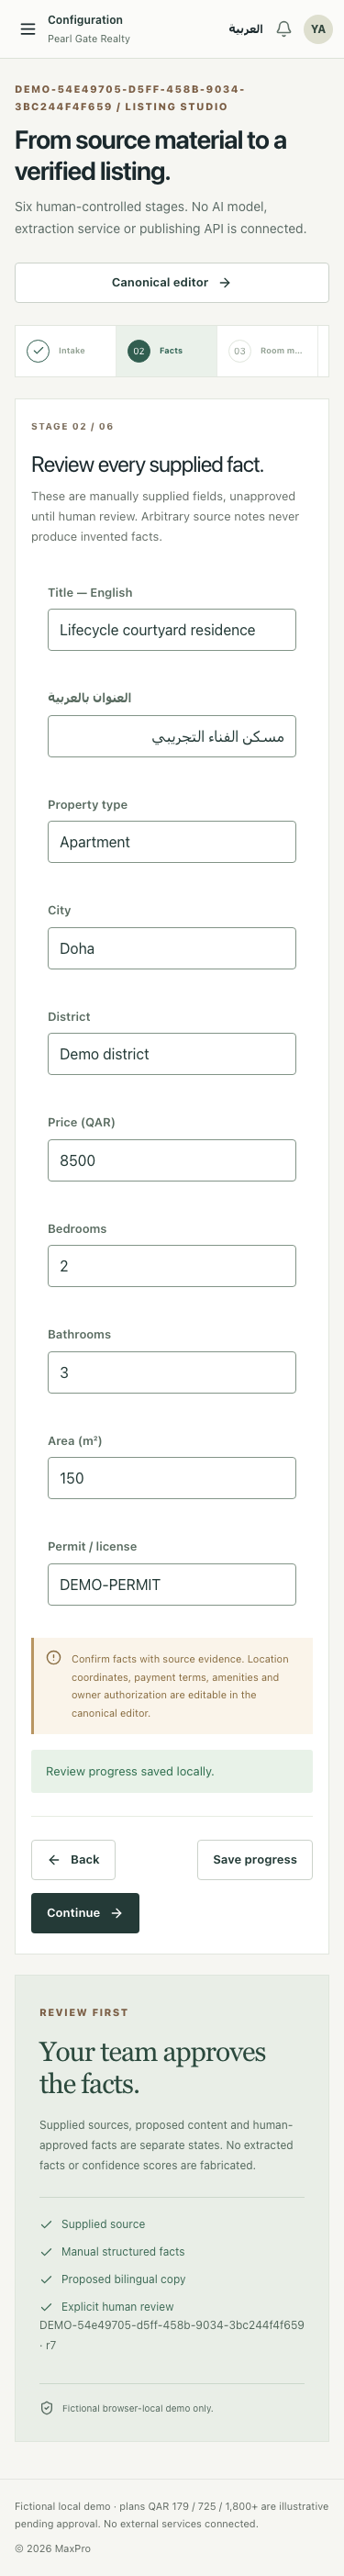 Configuration
Pearl Gate Realty
العربية
YA
DEMO-54E49705-D5FF-458B-9034-
3BC244F4F659 / LISTING STUDIO
From source material to a
verified listing.
Six human-controlled stages. No AI model,
extraction service or publishing API is connected.
Canonical editor
Intake
02
Facts
03
Room m...
STAGE 02 / 06
Review every supplied fact.
These are manually supplied fields, unapproved
until human review. Arbitrary source notes never
produce invented facts.
Title — English
Lifecycle courtyard residence
العنوان بالعربية
مسكن الفناء التجريبي
Property type
Apartment
City
Doha
District
Demo district
Price (QAR)
8500
Bedrooms
2
Bathrooms
3
Area (m²)
150
Permit / license
DEMO-PERMIT
Confirm facts with source evidence. Location
coordinates, payment terms, amenities and
owner authorization are editable in the
canonical editor.
Review progress saved locally.
Back
Save progress
Continue
REVIEW FIRST
Your team approves
the facts.
Supplied sources, proposed content and human-
approved facts are separate states. No extracted
facts or confidence scores are fabricated.
Supplied source
Manual structured facts
Proposed bilingual copy
Explicit human review
DEMO-54e49705-d5ff-458b-9034-3bc244f4f659
· r7
Fictional browser-local demo only.
Fictional local demo · plans QAR 179 / 725 / 1,800+ are illustrative
pending approval. No external services connected.
© 2026 MaxPro